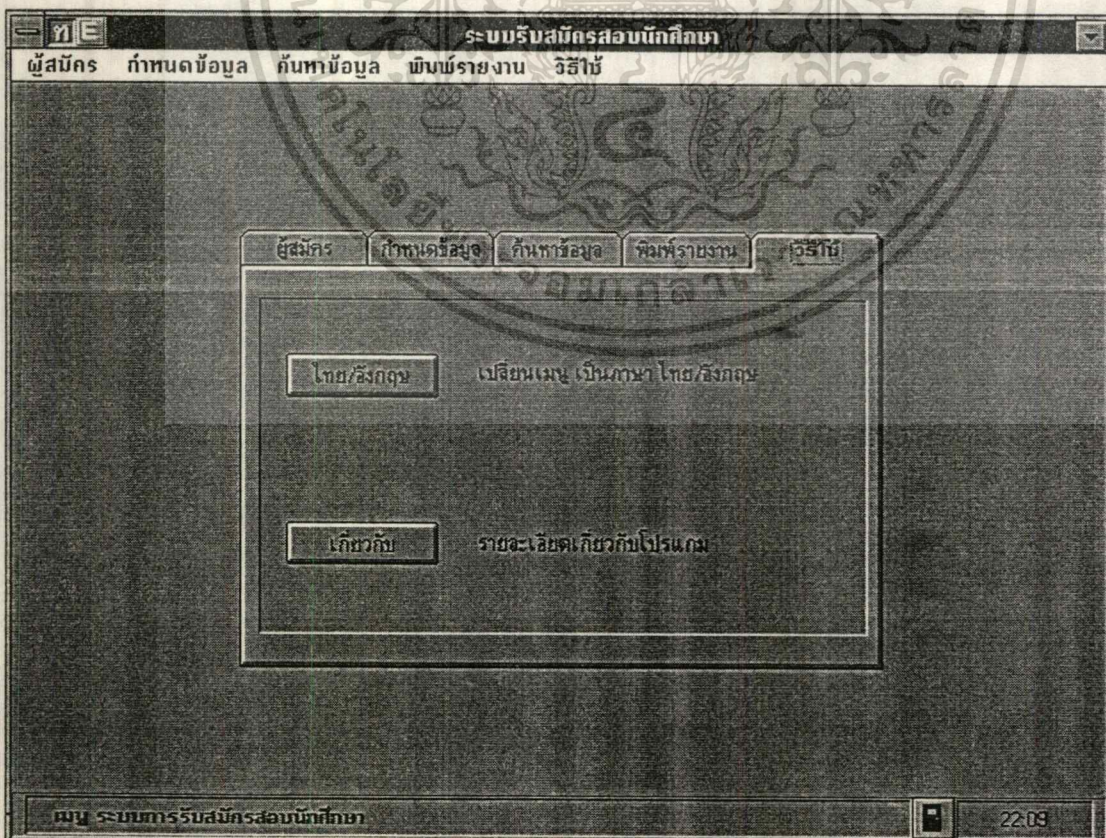 ท E ระบบรับสมัครสอบนักศึกษา
ผู้สมัคร กำหนดข้อมูล ค้นหาข้อมูล พิมพ์รายงาน วิธีใช้
ผู้สมัคร กำหนดข้อมูล ค้นหาข้อมูล พิมพ์รายงาน วิธีใช้
ไทย/อังกฤษ เปลี่ยนเมนู เป็นภาษา ไทย/อังกฤษ
เกี่ยวกับ รายละเอียดเกี่ยวกับโปรแกม
เมนู ระบบการรับสมัครสอบนักศึกษา 22:09